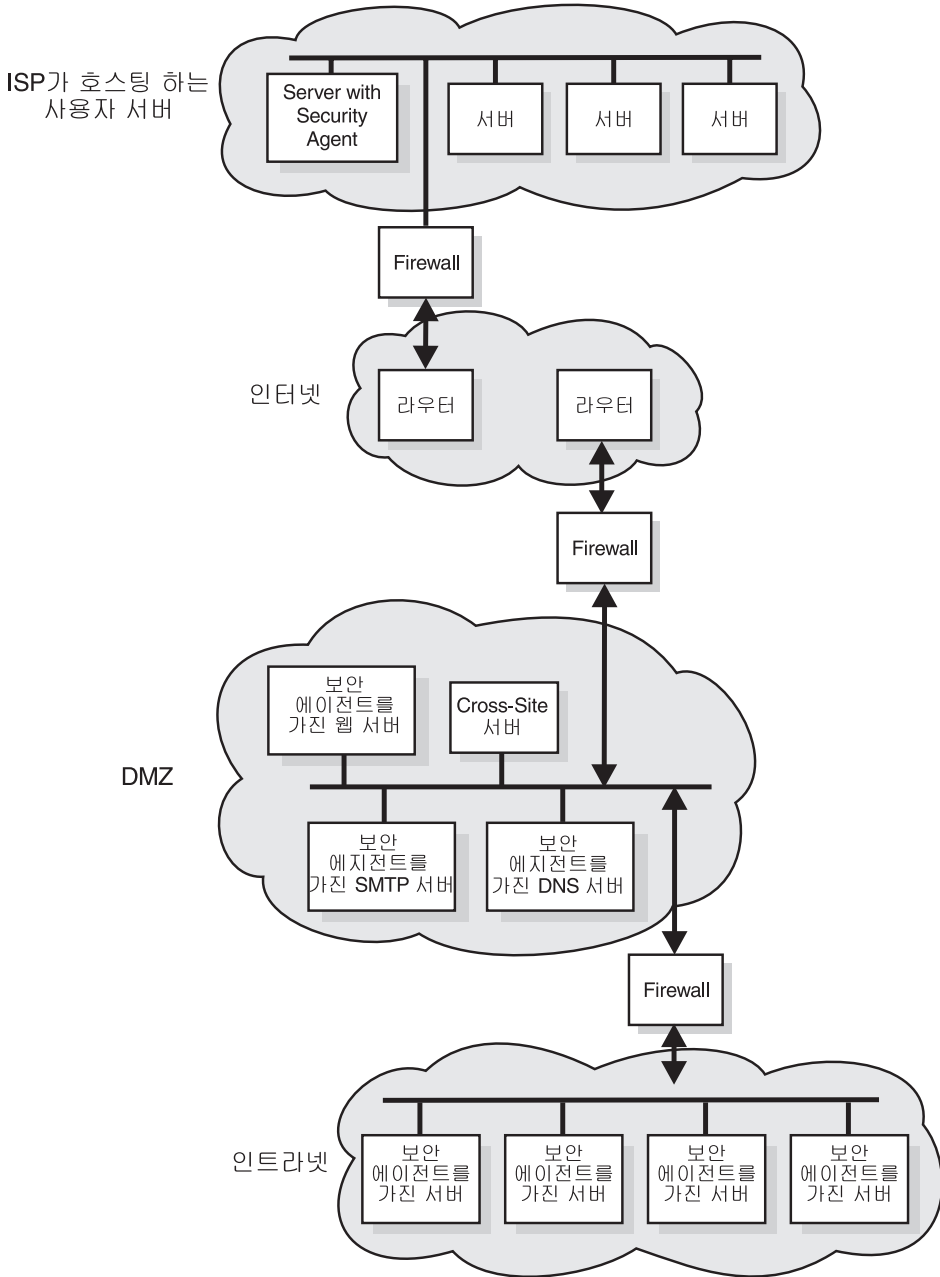 ISP가 호스팅 하는
사용자 서버
Server with
Security
Agent
서버
서버
서버
Firewall
인터넷
라우터
라우터
Firewall
DMZ
보안
에이전트를
가진 웹 서버
Cross-Site
서버
보안
에지전트를
가진 SMTP 서버
보안
에지전트를
가진 DNS 서버
Firewall
인트라넷
보안
에이전트를
가진 서버
보안
에이전트를
가진 서버
보안
에이전트를
가진 서버
보안
에이전트를
가진 서버